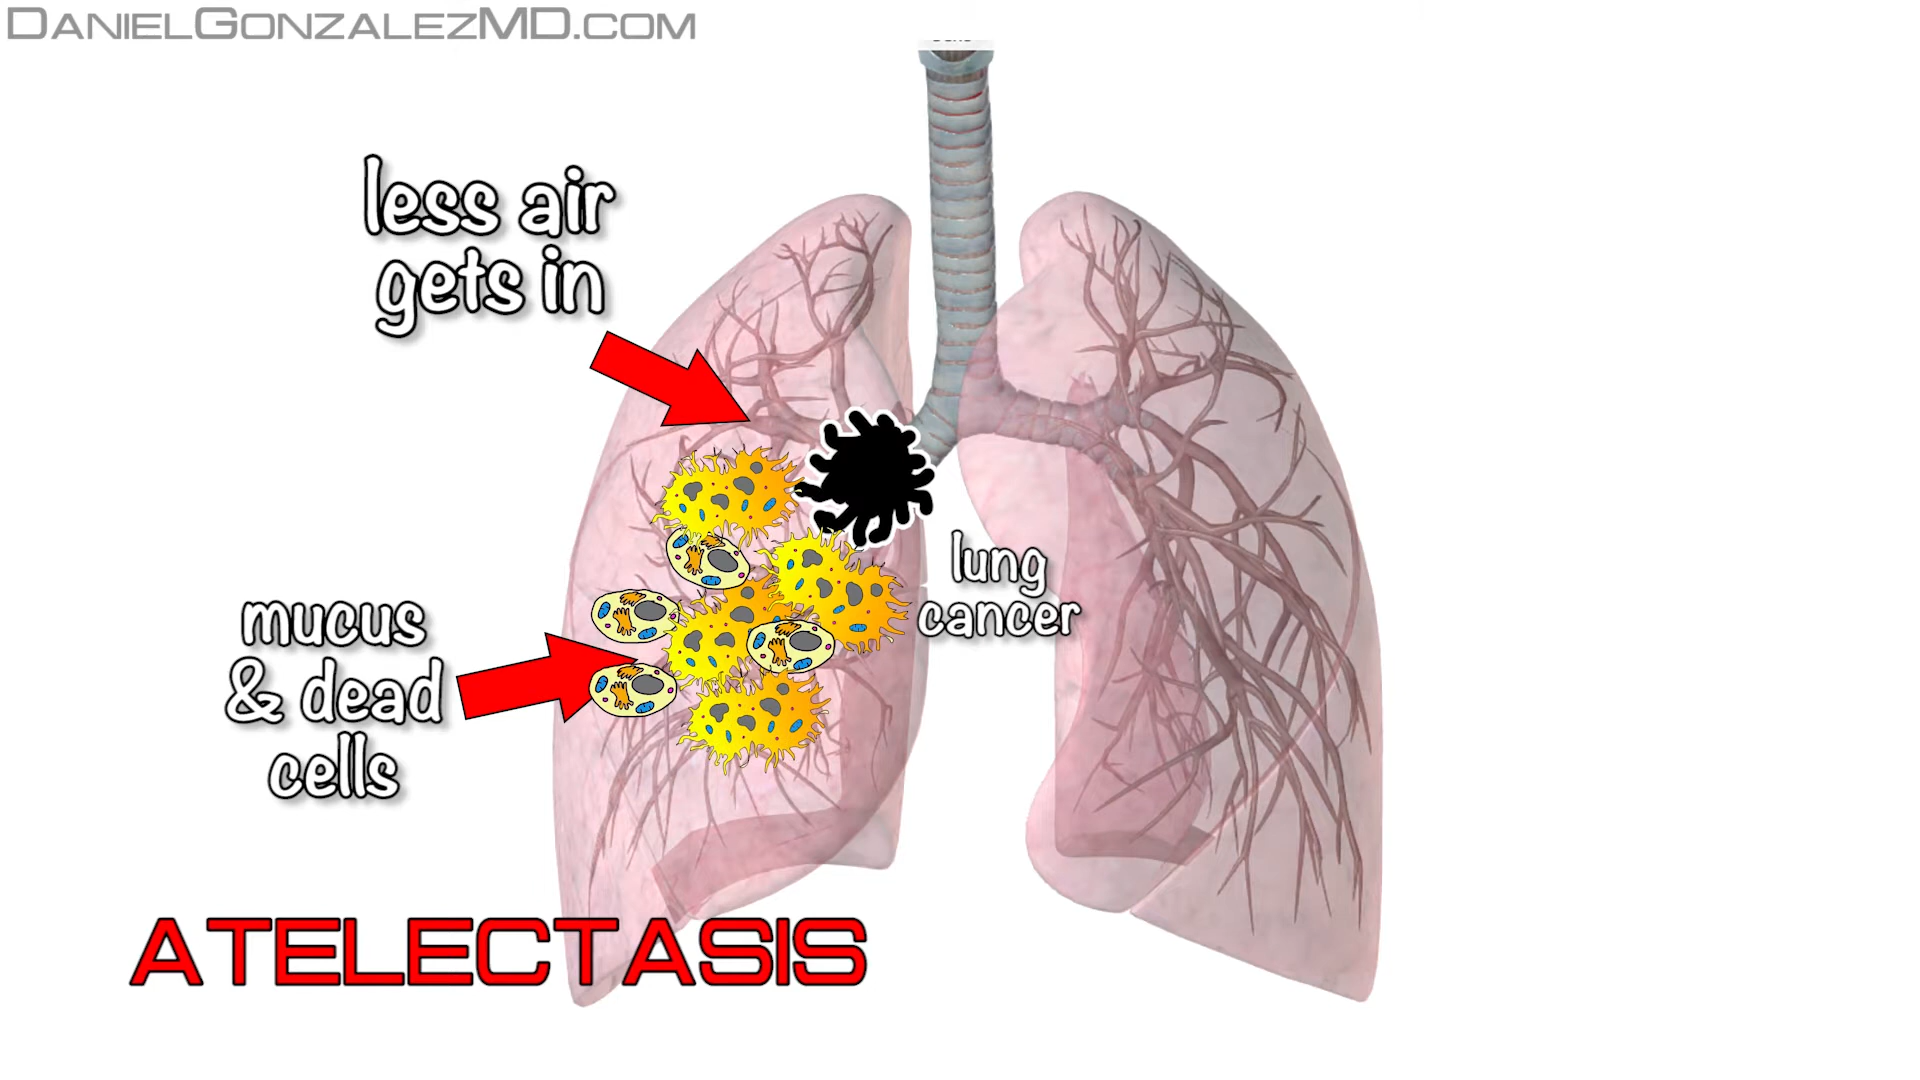 DANIELGONZALEZMD.COM
less air
gets in
lung
cancer
mucus
& dead
cells
ATELECTASIS